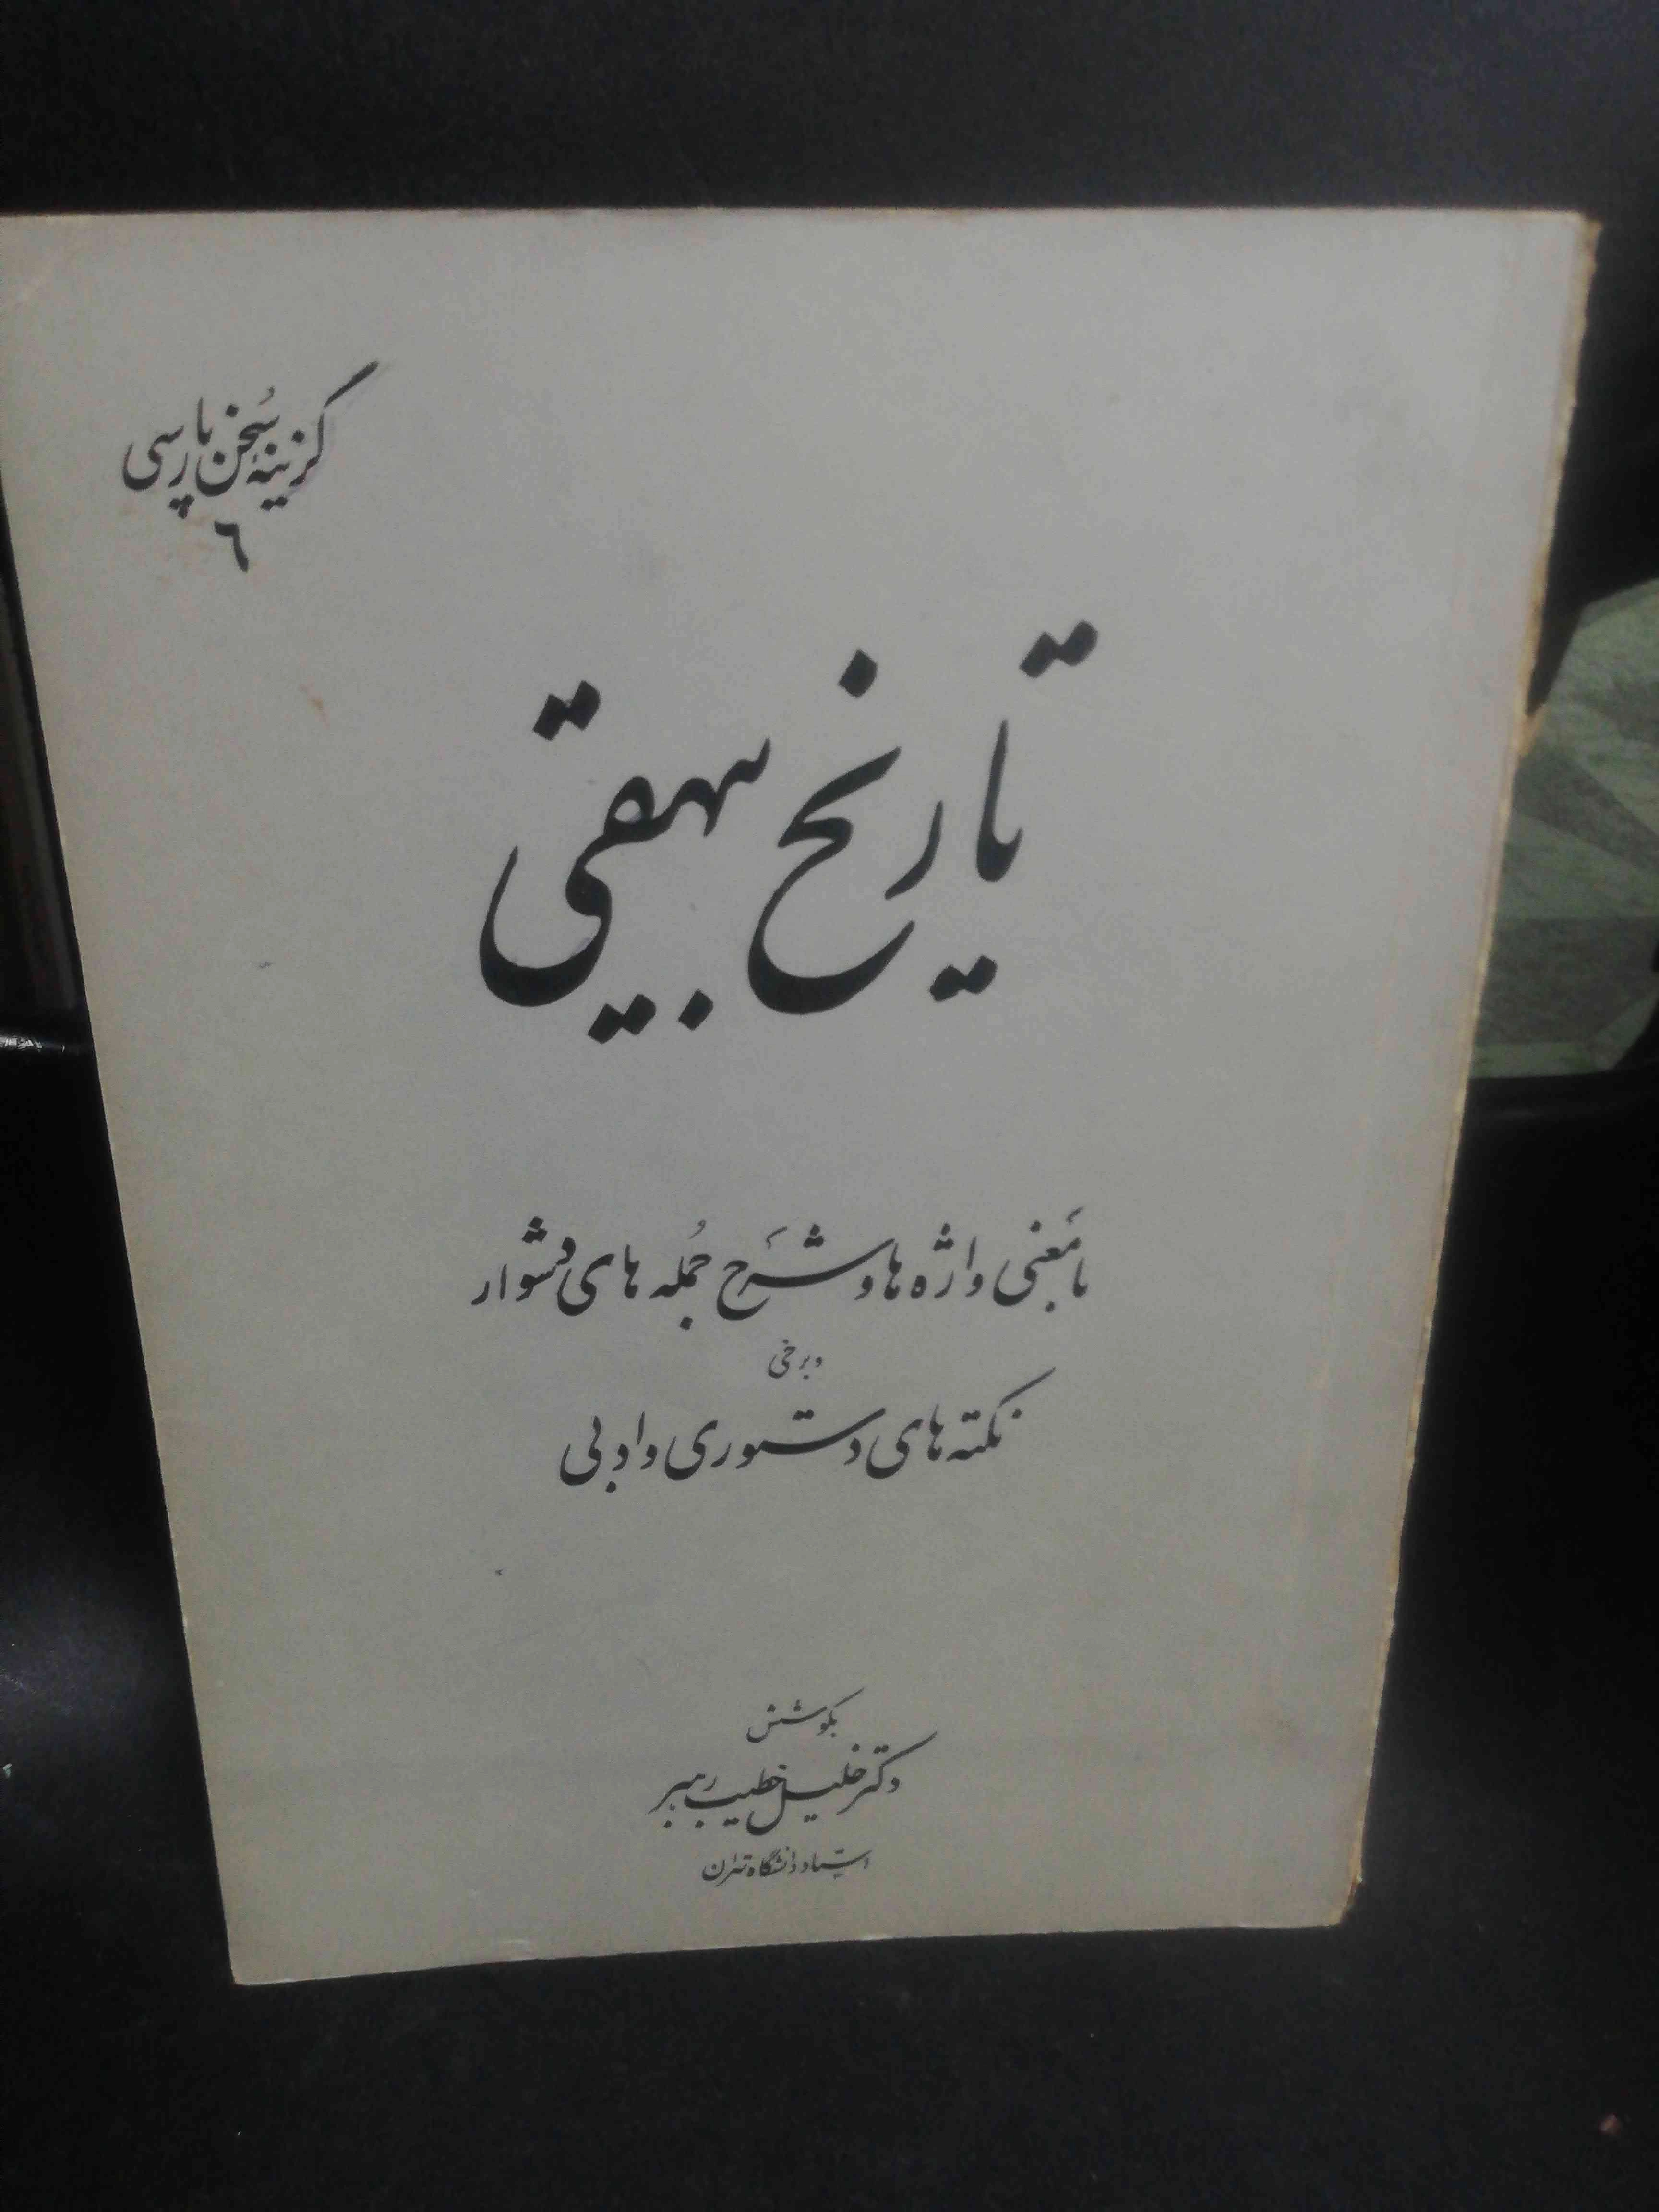 گزینهٔ سخن پارسی
٦
تاریخ بیهقی
با معنی واژه‌ها و شرح جمله‌های دشوار
و برخی
نکته‌های دستوری و ادبی
بکوشش
دکتر خلیل خطیب رهبر
استاد دانشگاه تهران